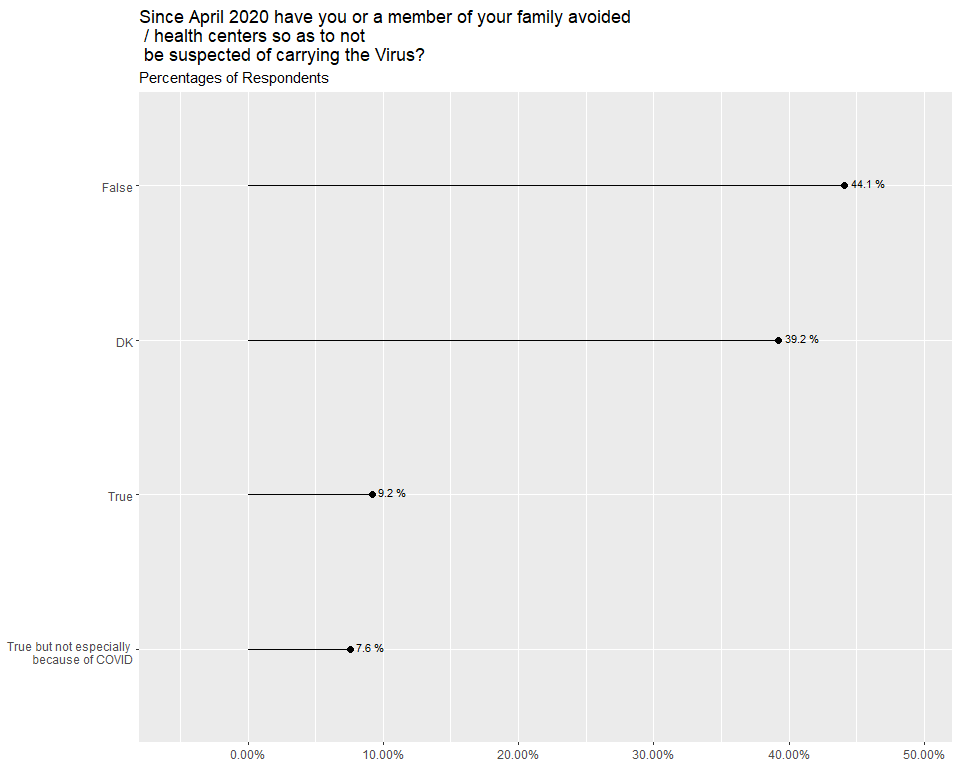 Since April 2020 have you or a member of your family avoided
/ health centers so as to not
be suspected of carrying the Virus?
Percentages of Respondents
False
44.1 %
DK
39.2 %
True
9.2 %
True but not especially
because of COVID
7.6 %
0.00%
10.00%
20.00%
30.00%
40.00%
50.00%